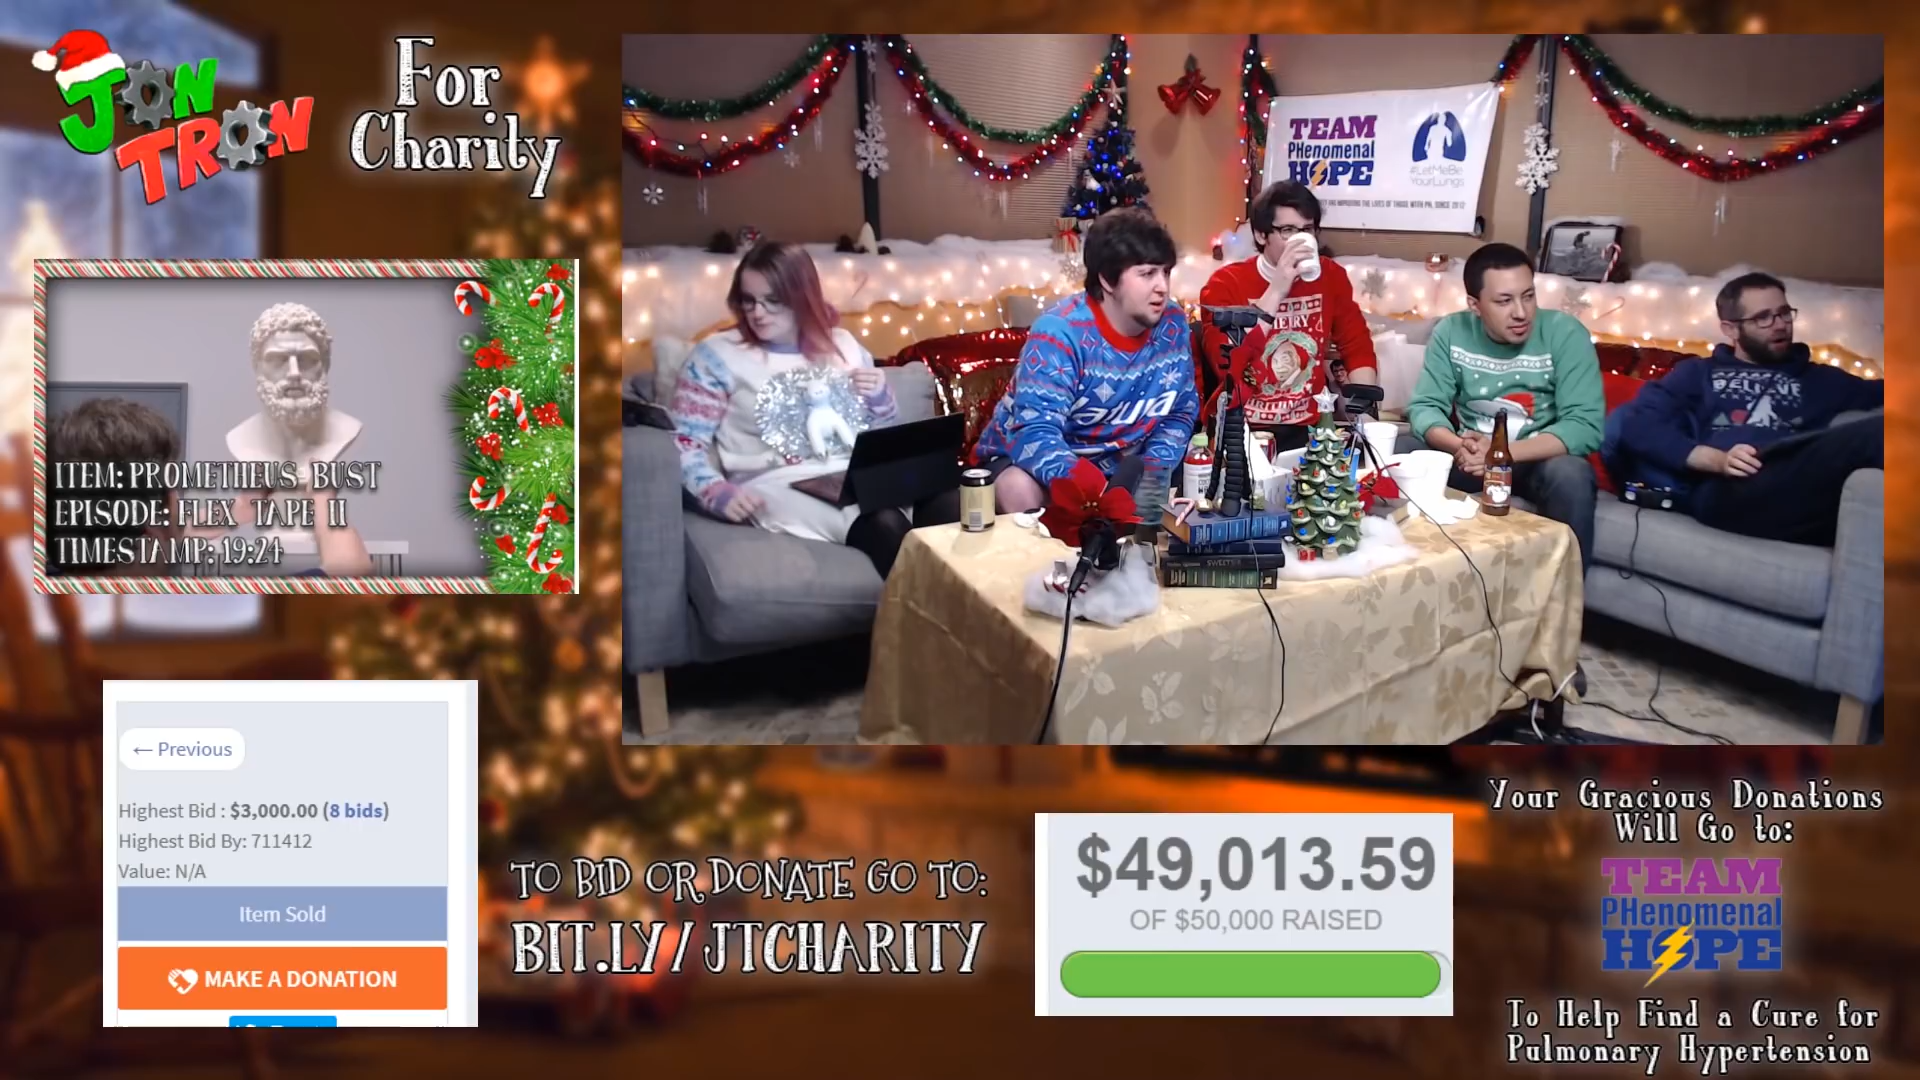 JON
TRON
For
Charity
TEAM
PHenomenal
HOPE
#LetMeBe
YourLungs
ITEM: PROMETHEUS BUST
EPISODE: FLEX TAPE II
TIMESTAMP: 19:24
BELIEVE
← Previous
Highest Bid : $3,000.00 (8 bids)
Highest Bid By: 711412
Value: N/A
Item Sold
MAKE A DONATION
TO BID OR DONATE GO TO:
BIT.LY/JTCHARITY
$49,013.59
OF $50,000 RAISED
Your Gracious Donations
Will Go to:
TEAM
PHenomenal
HOPE
To Help Find a Cure for
Pulmonary Hypertension